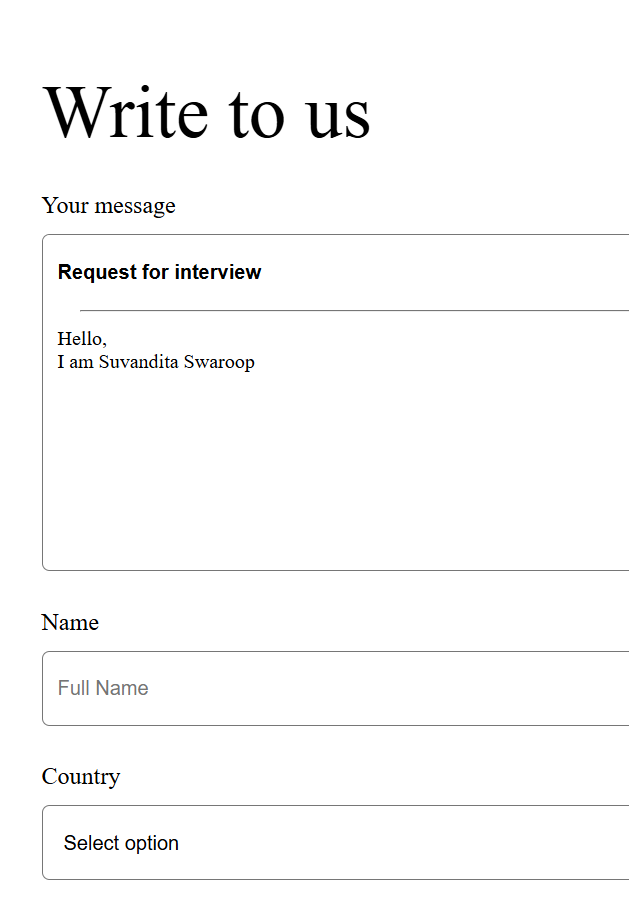 Write to us
Your message
Request for interview
Hello,
I am Suvandita Swaroop
Name
Full Name
Country
Select option